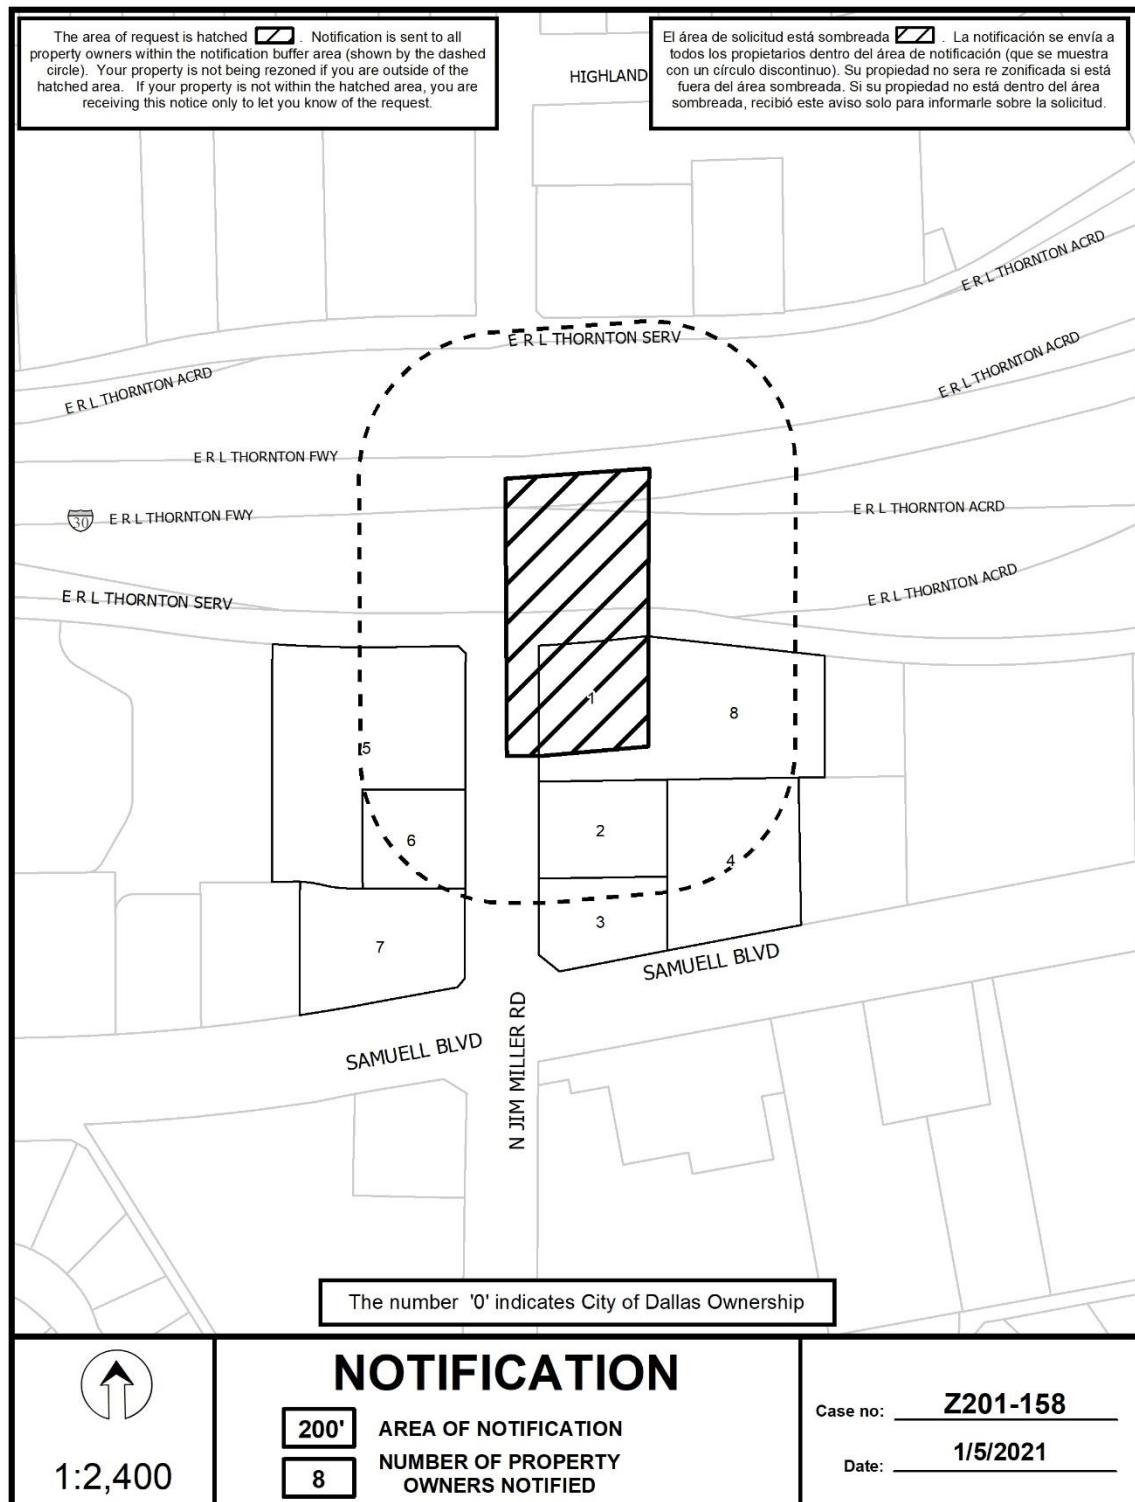 The area of request is hatched . Notification is sent to all
property owners within the notification buffer area (shown by the dashed
circle). Your property is not being rezoned if you are outside of the
hatched area. If your property is not within the hatched area, you are
receiving this notice only to let you know of the request.
El área de solicitud está sombreada . La notificación se envía a
todos los propietarios dentro del área de notificación (que se muestra
con un círculo discontinuo). Su propiedad no sera re zonificada si está
fuera del área sombreada. Si su propiedad no está dentro del área
sombreada, recibió este aviso solo para informarle sobre la solicitud.
HIGHLAND
E R L THORNTON ACRD
E R L THORNTON SERV
E R L THORNTON ACRD
E R L THORNTON ACRD
E R L THORNTON FWY
30
E R L THORNTON FWY
E R L THORNTON ACRD
E R L THORNTON ACRD
E R L THORNTON SERV
1
8
5
2
6
4
3
7
SAMUELL BLVD
SAMUELL BLVD
N JIM MILLER RD
The number '0' indicates City of Dallas Ownership
1:2,400
NOTIFICATION
200' AREA OF NOTIFICATION
8 NUMBER OF PROPERTY
OWNERS NOTIFIED
Case no: Z201-158
Date: 1/5/2021